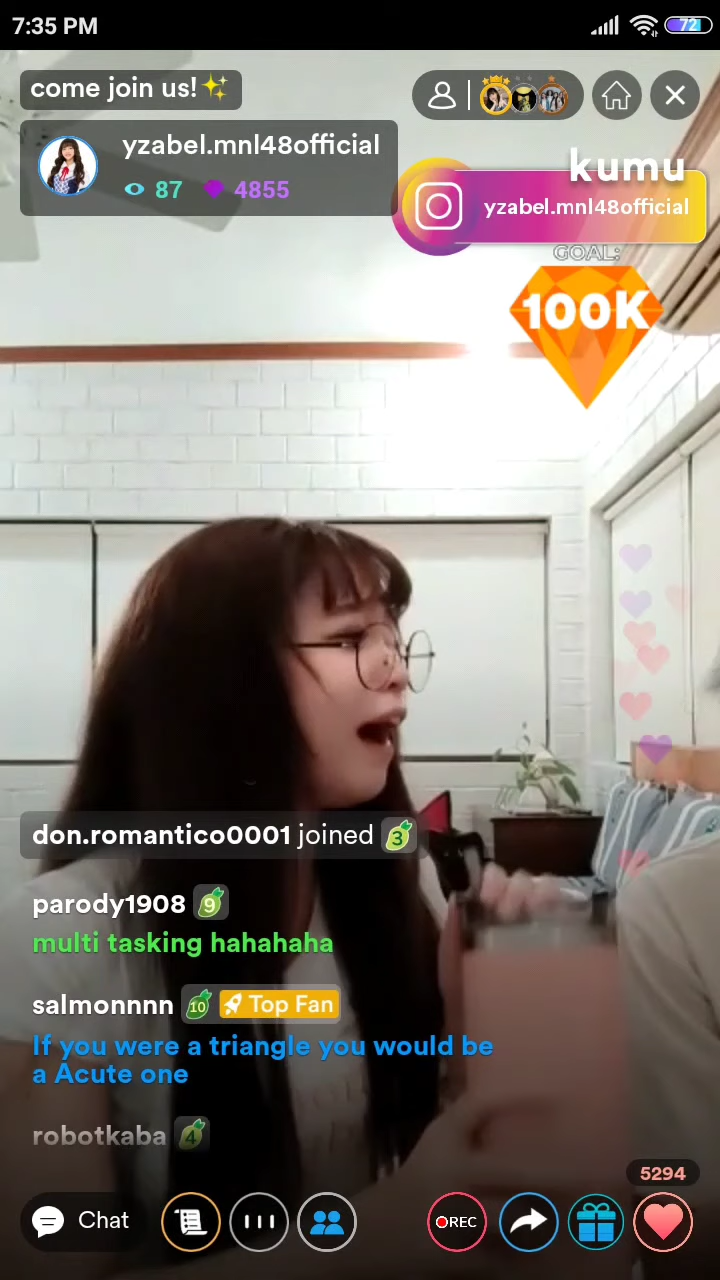 7:35 PM
72
come join us!✨
yzabel.mnl48official
87 4855
kumu
yzabel.mnl48official
GOAL:
100K
don.romantico0001 joined 3
parody1908 9
multi tasking hahahaha
salmonnnn 10 Top Fan
If you were a triangle you would be
a Acute one
robotkaba 4
5294
Chat
REC